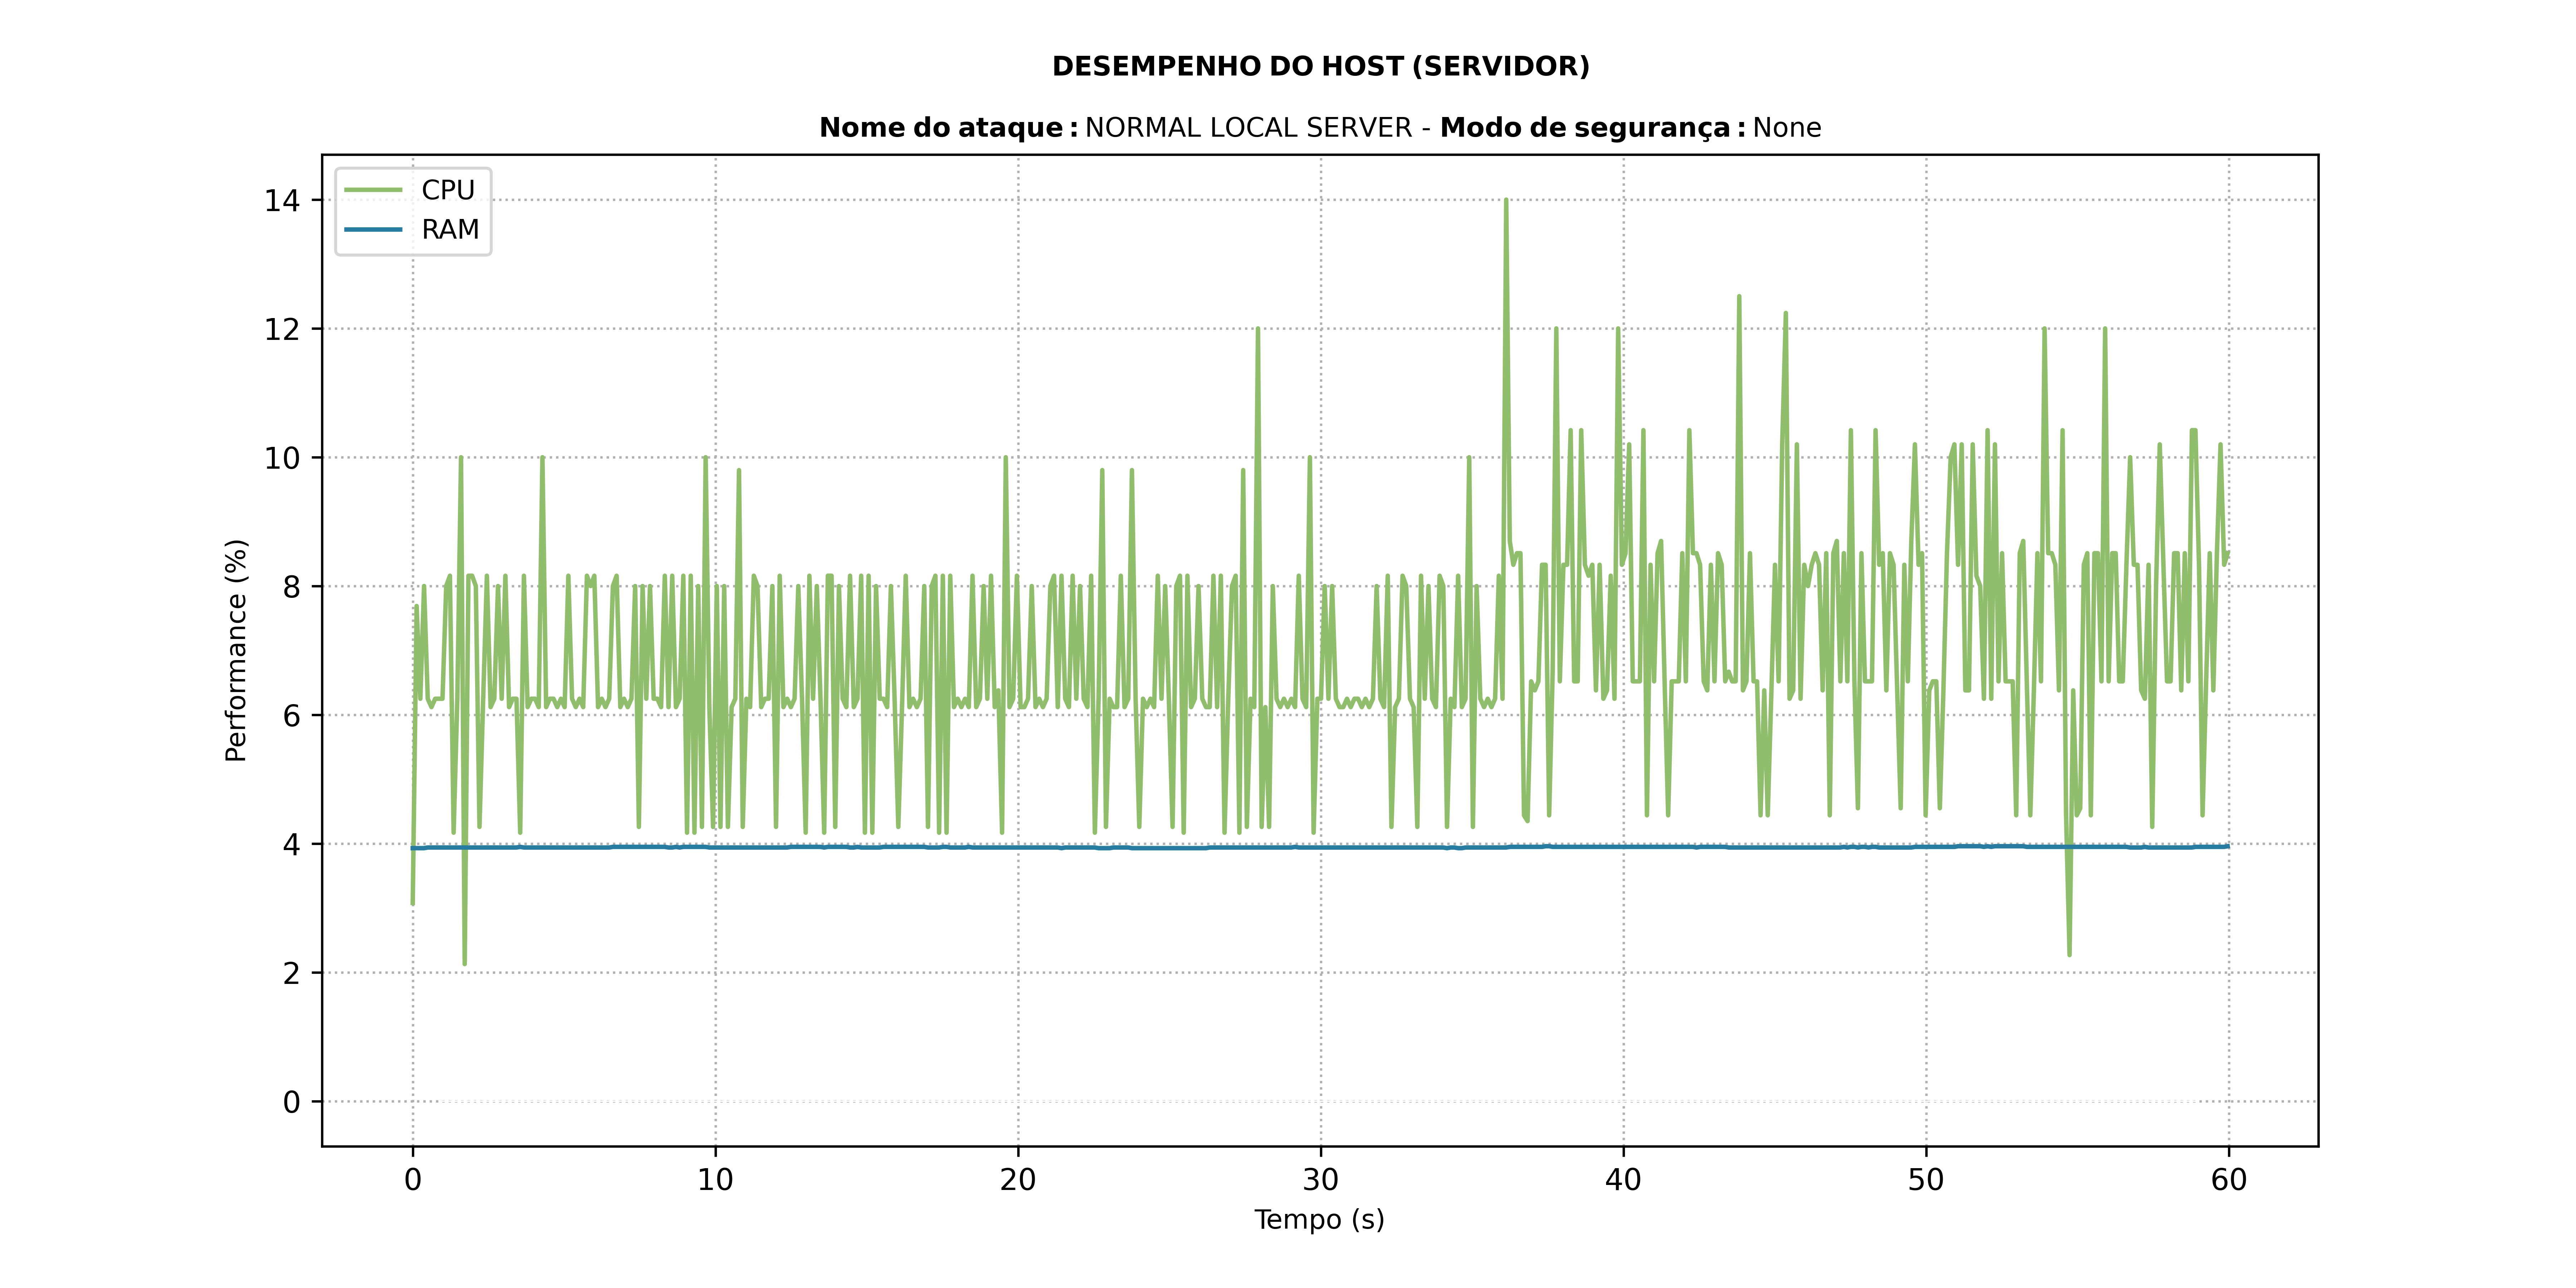 DESEMPENHO DO HOST (SERVIDOR)
Nome do ataque : NORMAL LOCAL SERVER - Modo de segurança : None
CPU
RAM
Performance (%)
14
12
10
8
6
4
2
0
0 10 20 30 40 50 60
Tempo (s)